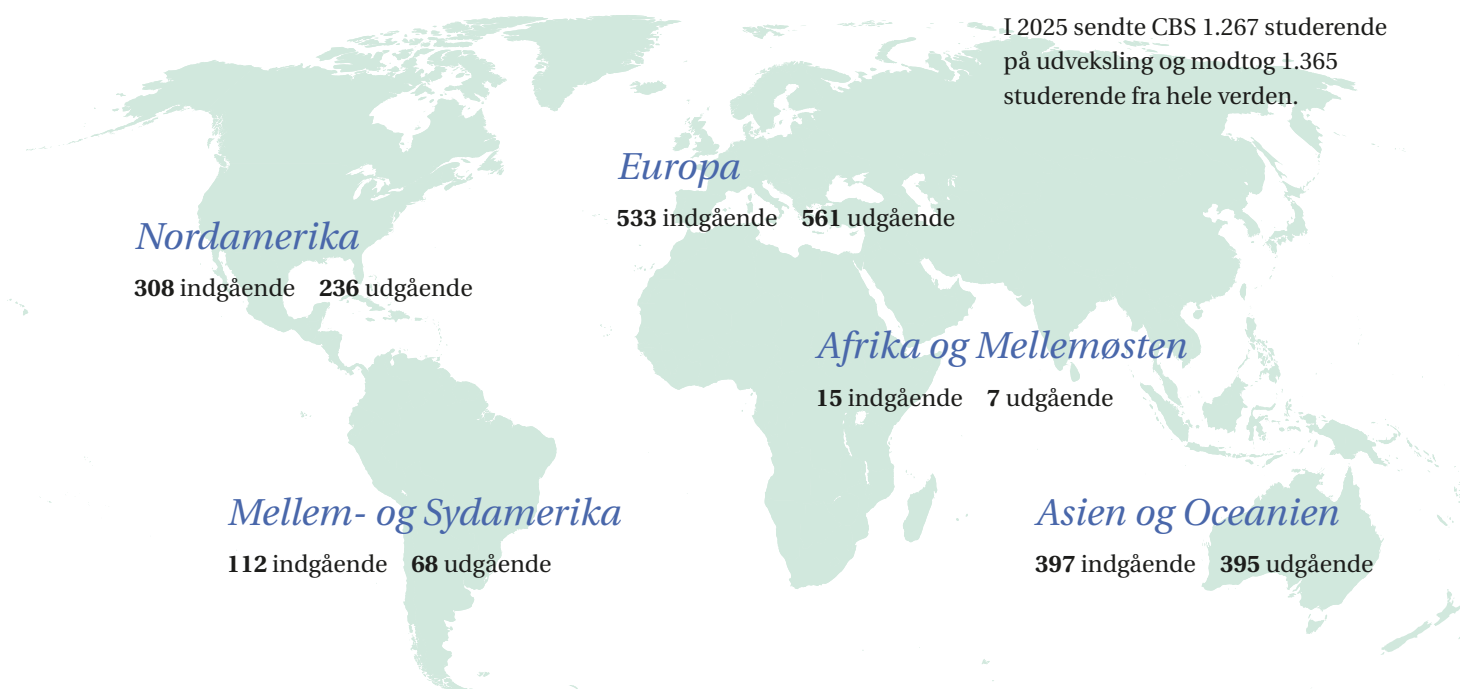 I 2025 sendte CBS 1.267 studerende
på udveksling og modtog 1.365
studerende fra hele verden.
Europa
533 indgående 561 udgående
Nordamerika
308 indgående 236 udgående
Afrika og Mellemøsten
15 indgående 7 udgående
Mellem- og Sydamerika
112 indgående 68 udgående
Asien og Oceanien
397 indgående 395 udgående